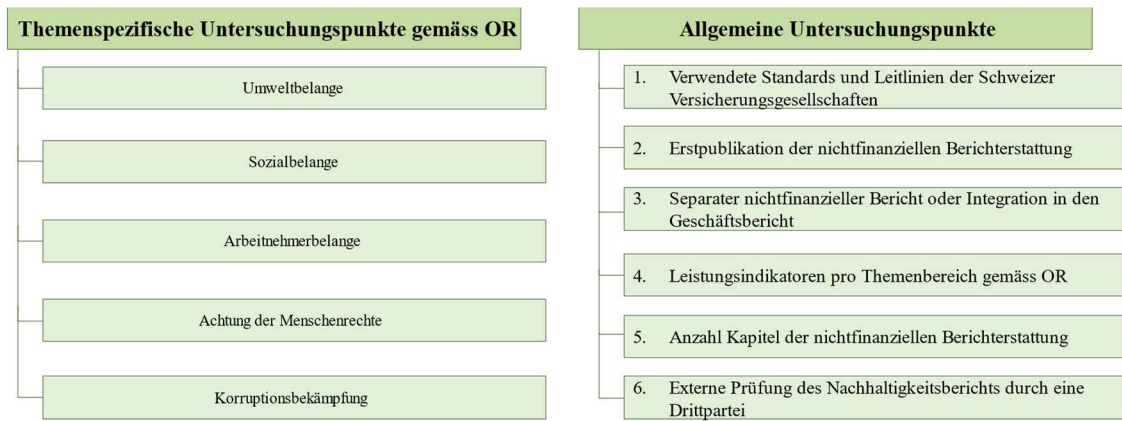 Themenspezifische Untersuchungspunkte gemäss OR
Umweltbelange
Sozialbelange
Arbeitnehmerbelange
Achtung der Menschenrechte
Korruptionsbekämpfung
Allgemeine Untersuchungspunkte
1. Verwendete Standards und Leitlinien der Schweizer
Versicherungsgesellschaften
2. Erstpublikation der nichtfinanziellen Berichterstattung
3. Separater nichtfinanzieller Bericht oder Integration in den
Geschäftsbericht
4. Leistungsindikatoren pro Themenbereich gemäss OR
5. Anzahl Kapitel der nichtfinanziellen Berichterstattung
6. Externe Prüfung des Nachhaltigkeitsberichts durch eine
Drittpartei